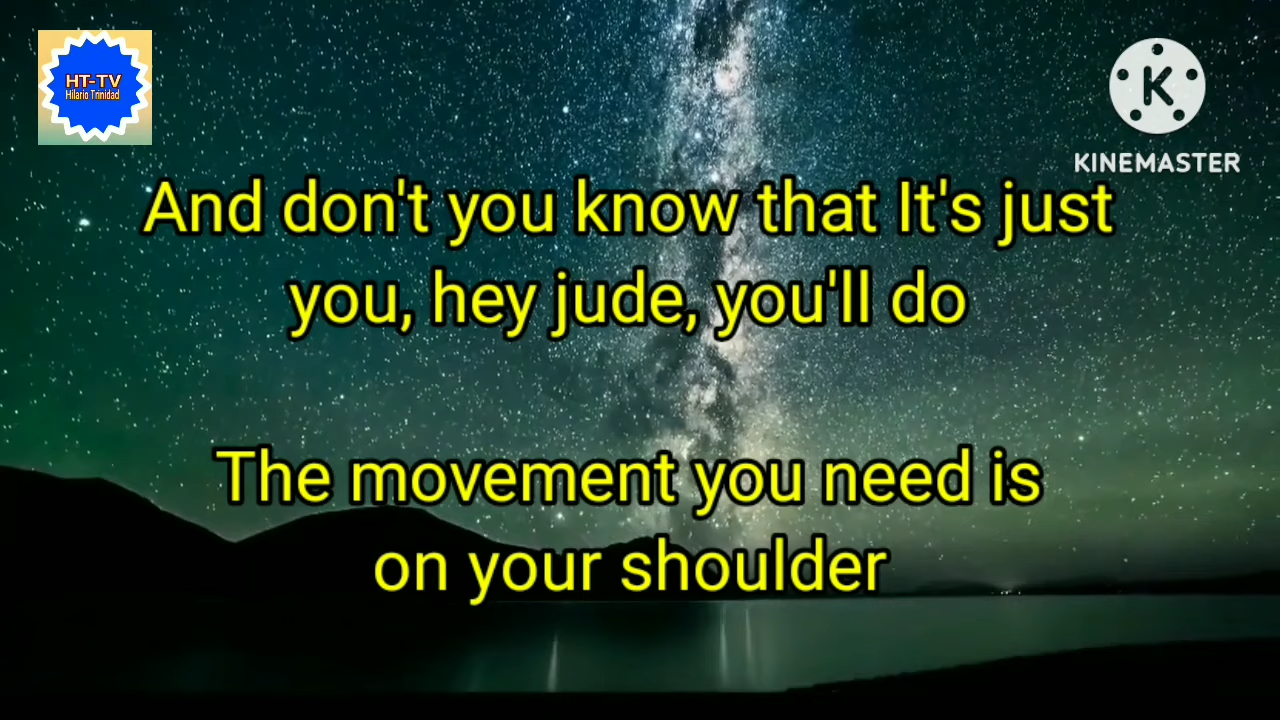 HT-TV
Hilario Trinidad
K
KINEMASTER
And don't you know that It's just
you, hey jude, you'll do
The movement you need is
on your shoulder